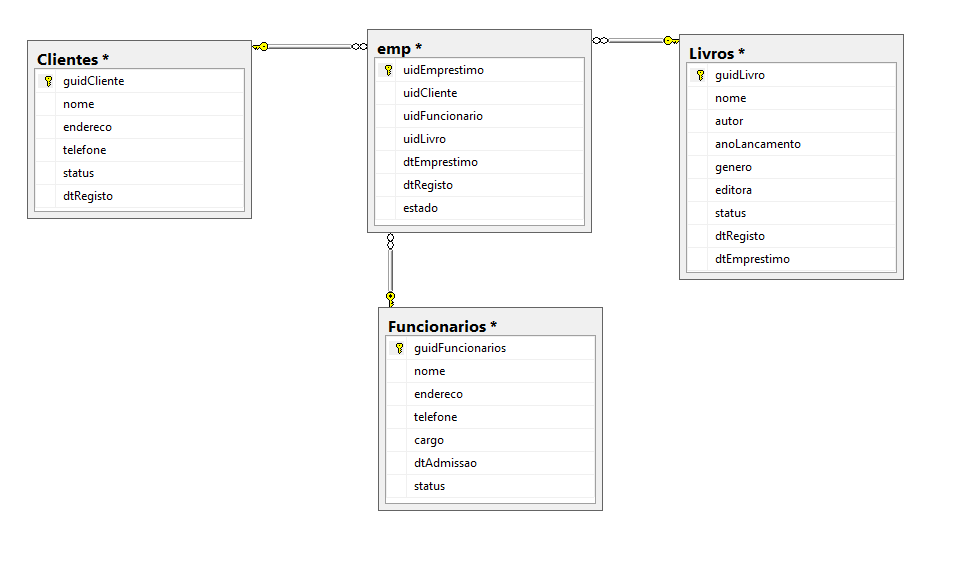 Clientes *
guidCliente
nome
endereco
telefone
status
dtRegisto
emp *
uidEmprestimo
uidCliente
uidFuncionario
uidLivro
dtEmprestimo
dtRegisto
estado
Livros *
guidLivro
nome
autor
anoLancamento
genero
editora
status
dtRegisto
dtEmprestimo
Funcionarios *
guidFuncionarios
nome
endereco
telefone
cargo
dtAdmissao
status